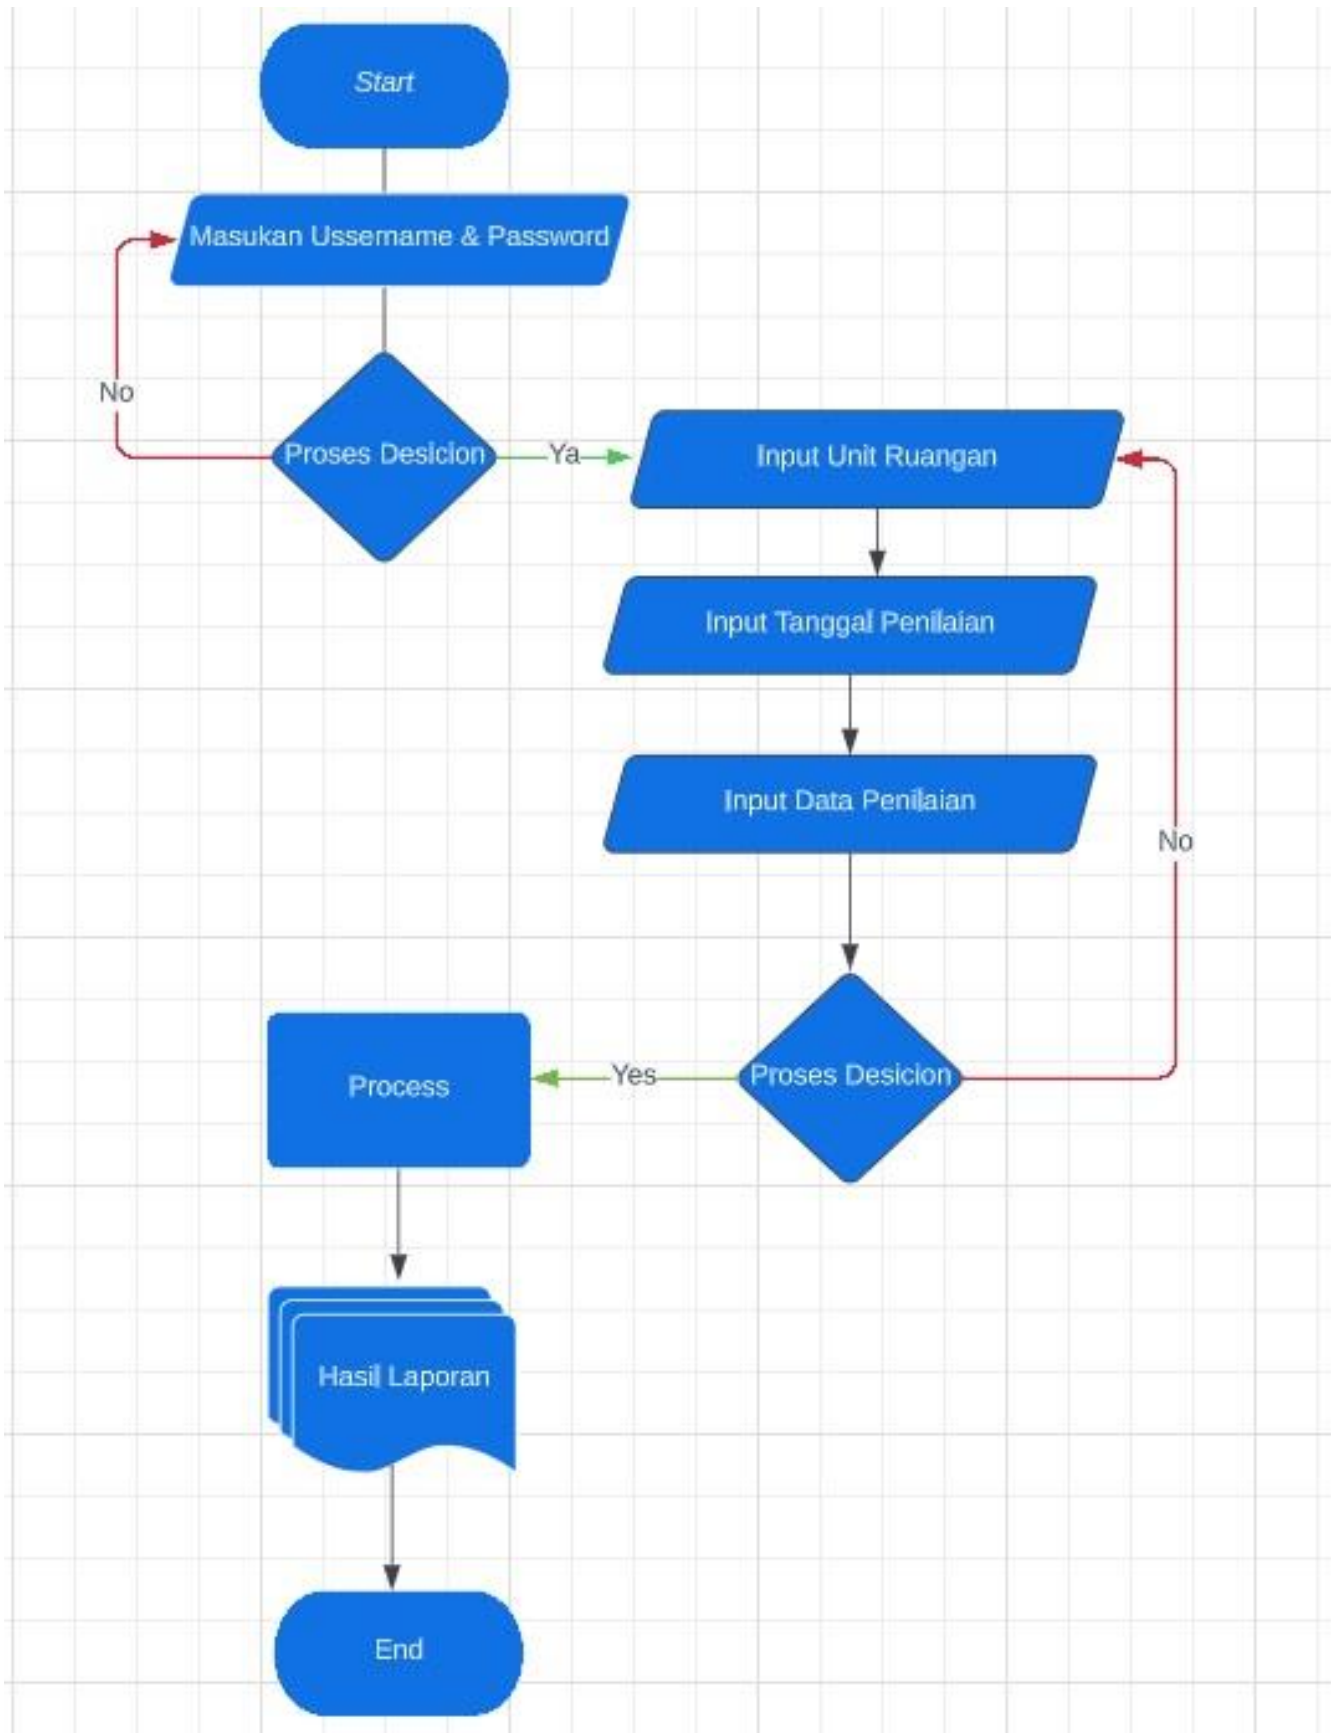 Start
Masukan Ussername & Password
No
Proses Desicion
Ya
Input Unit Ruangan
Input Tanggal Penilaian
Input Data Penilaian
No
Proses Desicion
Yes
Process
Hasil Laporan
End